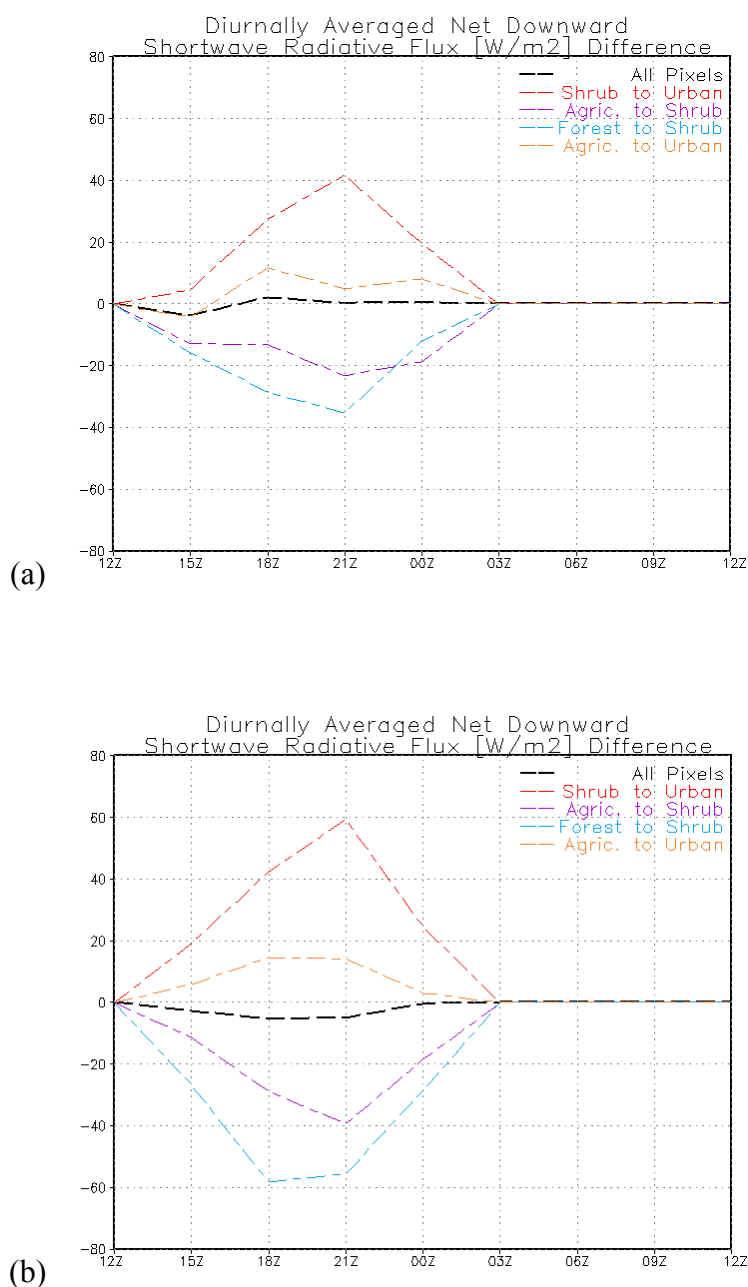 Diurnally Averaged Net Downward
Shortwave Radiative Flux [W/m2] Difference
80
60
40
20
0
-20
-40
-60
-80
All Pixels
Shrub to Urban
Agric. to Shrub
Forest to Shrub
Agric. to Urban
12Z 15Z 18Z 21Z 00Z 03Z 06Z 09Z 12Z
(a)
Diurnally Averaged Net Downward
Shortwave Radiative Flux [W/m2] Difference
80
60
40
20
0
-20
-40
-60
-80
All Pixels
Shrub to Urban
Agric. to Shrub
Forest to Shrub
Agric. to Urban
12Z 15Z 18Z 21Z 00Z 03Z 06Z 09Z 12Z
(b)